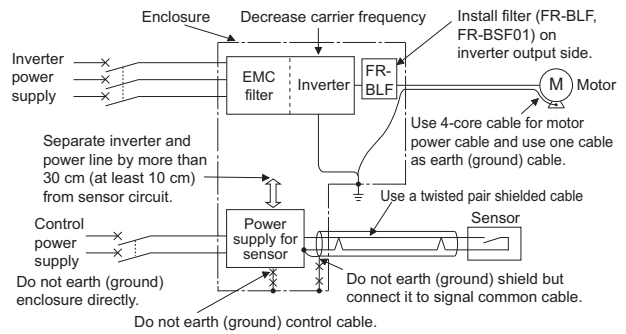 Enclosure
Decrease carrier frequency
Install filter (FR-BLF,
FR-BSF01) on
inverter output side.
Inverter
power
supply
EMC
filter
Inverter
FR-
BLF
M
Motor
Use 4-core cable for motor
power cable and use one cable
as earth (ground) cable.
Separate inverter and
power line by more than
30 cm (at least 10 cm)
from sensor circuit.
Use a twisted pair shielded cable
Control
power
supply
Power
supply for
sensor
Sensor
Do not earth (ground)
enclosure directly.
Do not earth (ground) shield but
connect it to signal common cable.
Do not earth (ground) control cable.